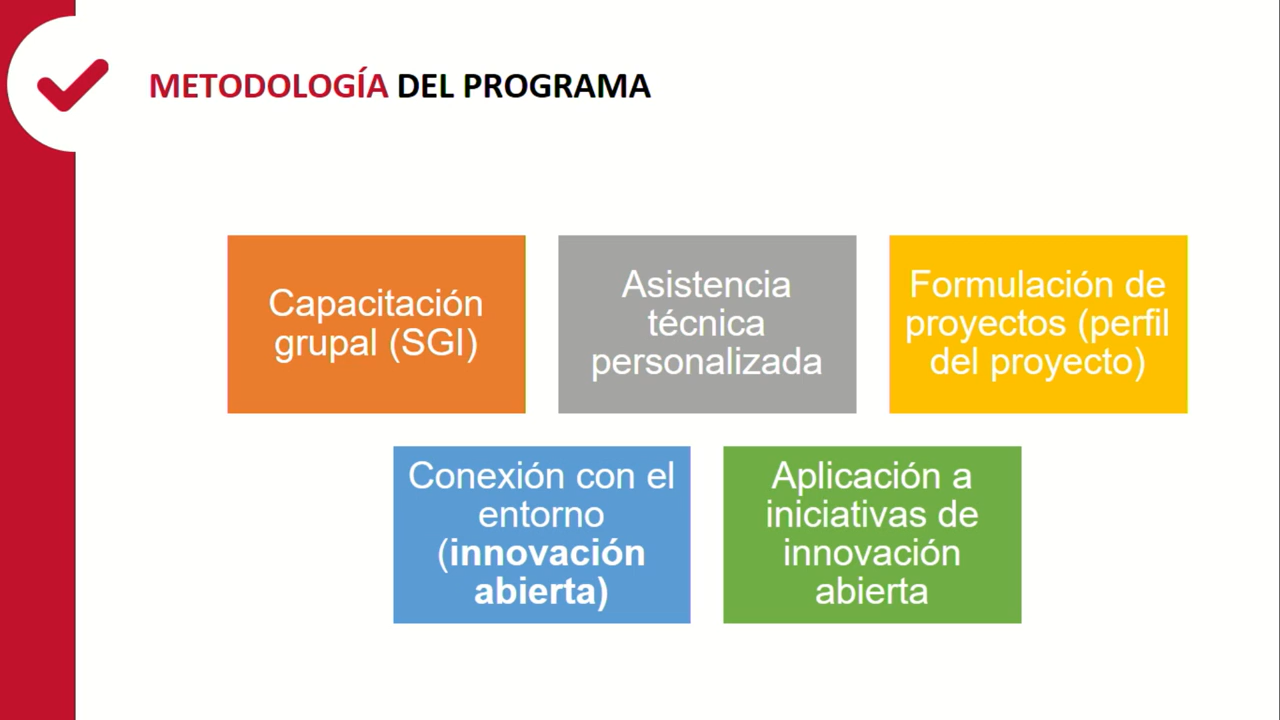 METODOLOGÍA DEL PROGRAMA
Capacitación
grupal (SGI)
Asistencia
técnica
personalizada
Formulación de
proyectos (perfil
del proyecto)
Conexión con el
entorno
(innovación
abierta)
Aplicación a
iniciativas de
innovación
abierta